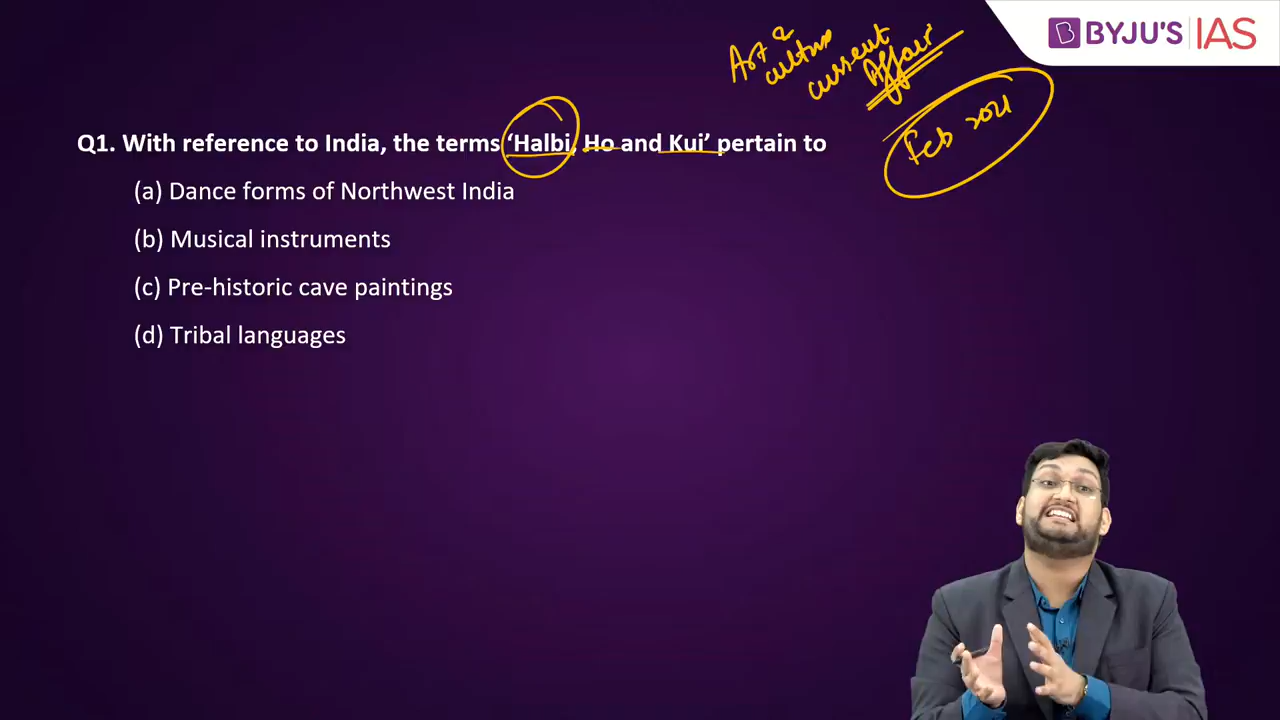 BYJU'S IAS
Art &
culture
current
Affair
Feb 2021
Q1. With reference to India, the terms ‘Halbi, Ho and Kui’ pertain to
(a) Dance forms of Northwest India
(b) Musical instruments
(c) Pre-historic cave paintings
(d) Tribal languages